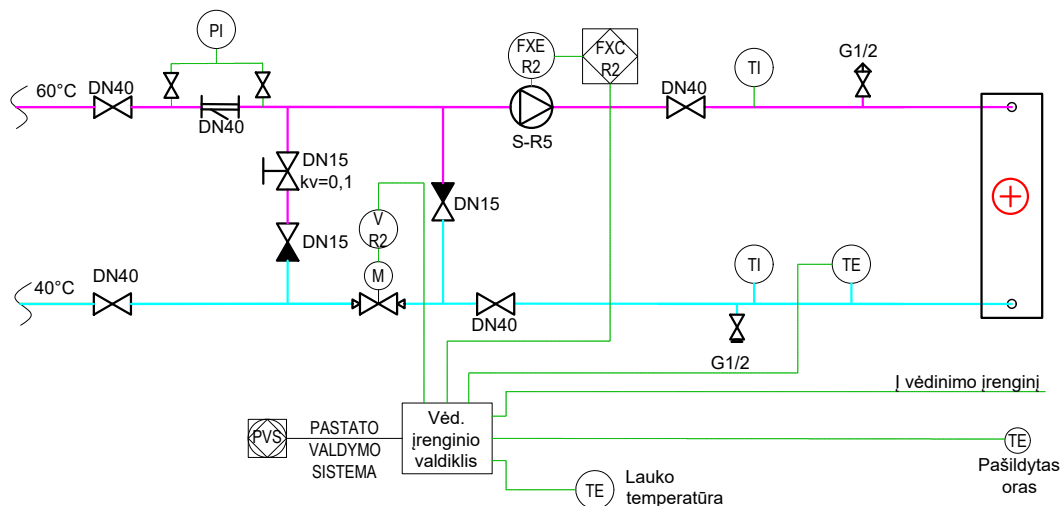 PI
FXE
R2
FXC
R2
G1/2
60°C
DN40
DN40
DN40
TI
S-R5
DN15
kv=0,1
DN15
DN15
V
R2
M
40°C
DN40
DN40
TI
TE
G1/2
Į vėdinimo įrenginį
PVS
PASTATO
VALDYMO
SISTEMA
Vėd.
įrenginio
valdiklis
TE
Pašildytas
oras
TE
Lauko
temperatūra